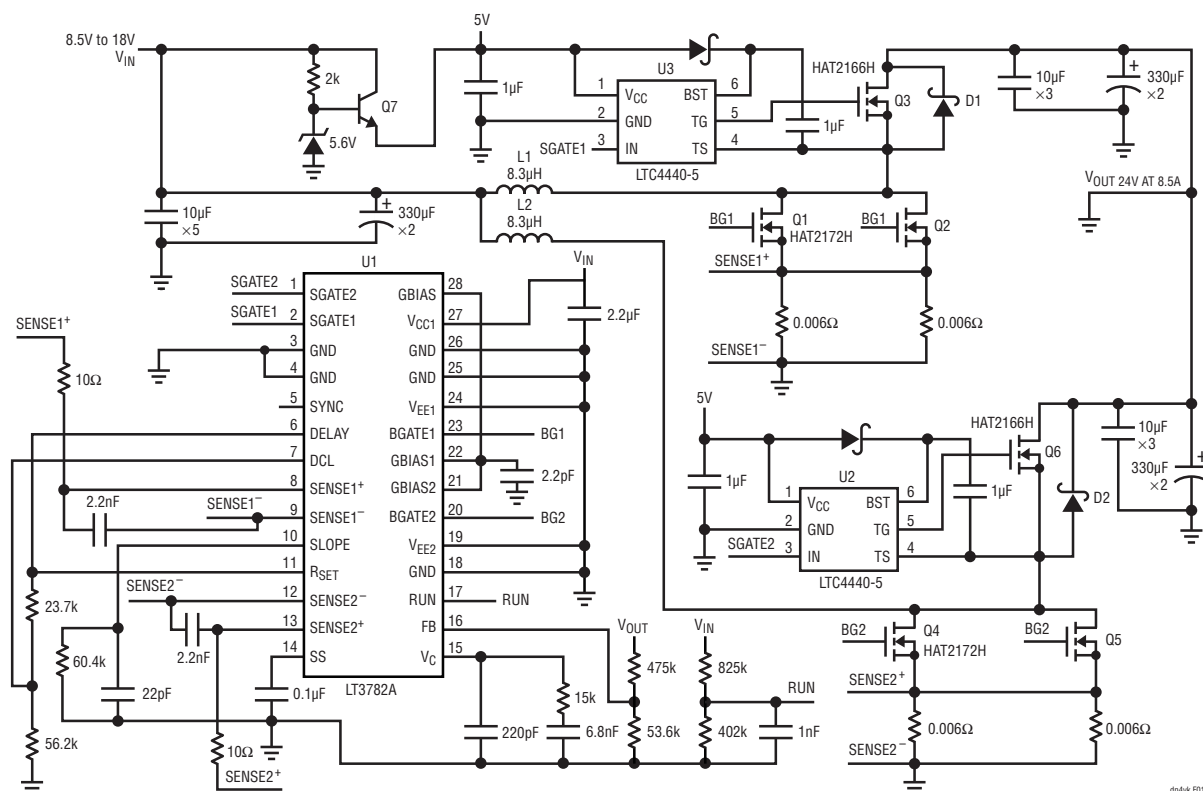 8.5V to 18V
VIN
2k
Q7
5.6V
5V
1µF
U3
1 VCC BST 6
2 GND TG 5
3 IN TS 4
SGATE1
LTC4440-5
1µF
HAT2166H
Q3
D1
10µF
×3
+
330µF
×2
VOUT 24V AT 8.5A
L1
8.3µH
L2
8.3µH
10µF
×5
+
330µF
×2
BG1
Q1
HAT2172H
BG1
Q2
SENSE1+
0.006Ω
0.006Ω
SENSE1−
U1
SGATE2 1 SGATE2
SGATE1 2 SGATE1
3 GND
4 GND
5 SYNC
6 DELAY
7 DCL
8 SENSE1+
9 SENSE1−
10 SLOPE
11 RSET
12 SENSE2−
13 SENSE2+
14 SS
GBIAS 28
VCC1 27
GND 26
GND 25
VEE1 24
BGATE1 23 BG1
GBIAS1 22
GBIAS2 21
BGATE2 20 BG2
VEE2 19
GND 18
RUN 17 RUN
FB 16
VC 15
LT3782A
VIN
2.2µF
2.2pF
SENSE1+
10Ω
2.2nF
SENSE1−
SENSE2−
2.2nF
23.7k
60.4k
22pF
0.1µF
56.2k
10Ω
SENSE2+
220pF
15k
6.8nF
VOUT
475k
53.6k
VIN
825k
402k
RUN
1nF
5V
1µF
U2
1 VCC BST 6
2 GND TG 5
3 IN TS 4
SGATE2
LTC4440-5
1µF
HAT2166H
Q6
D2
10µF
×3
330µF
×2
+
BG2
Q4
HAT2172H
BG2
Q5
SENSE2+
0.006Ω
0.006Ω
SENSE2−
dn4yk F01